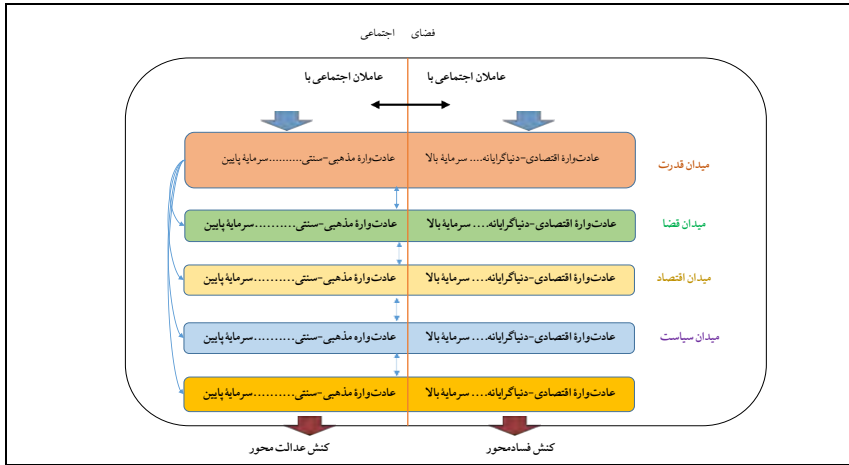 فضای اجتماعی
عاملان اجتماعی با عاملان اجتماعی با
میدان قدرت
عادت‌وارهٔ اقتصادی-دنیاگرایانه.... سرمایهٔ بالا عادت‌وارهٔ مذهبی-سنتی..........سرمایهٔ پایین
میدان قضا
عادت‌وارهٔ اقتصادی-دنیاگرایانه.... سرمایهٔ بالا عادت‌وارهٔ مذهبی-سنتی..........سرمایهٔ پایین
میدان اقتصاد
عادت‌وارهٔ اقتصادی-دنیاگرایانه.... سرمایهٔ بالا عادت‌وارهٔ مذهبی-سنتی..........سرمایهٔ پایین
میدان سیاست
عادت‌وارهٔ اقتصادی-دنیاگرایانه.... سرمایهٔ بالا عادت‌وارهٔ مذهبی-سنتی..........سرمایهٔ پایین
عادت‌وارهٔ اقتصادی-دنیاگرایانه.... سرمایهٔ بالا عادت‌وارهٔ مذهبی-سنتی..........سرمایهٔ پایین
کنش فسادمحور کنش عدالت محور